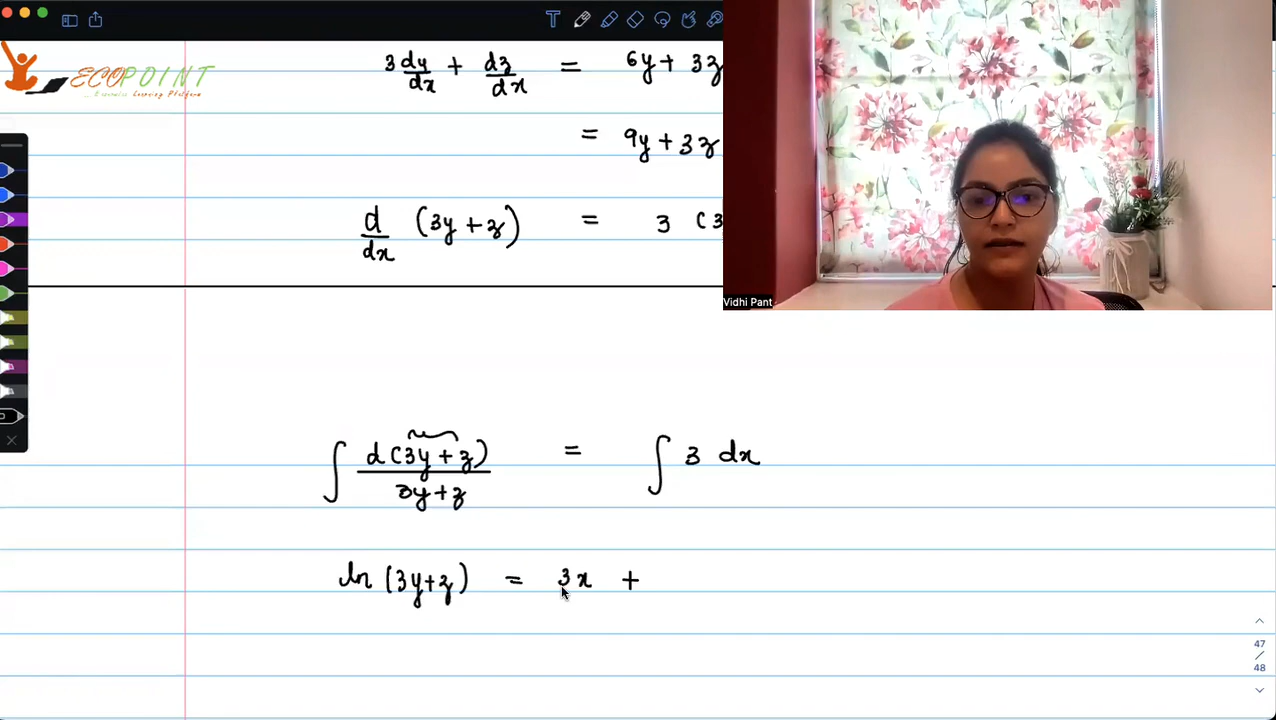 ECOPOINT
3 dy/dx + dz/dx = 6y + 3z
= 9y + 3z
d/dx (3y + z) = 3 (3
Vidhi Pant
∫ d(3y + z)/3y + z = ∫ 3 dx
ln (3y+z) = 3x +
47
/
48